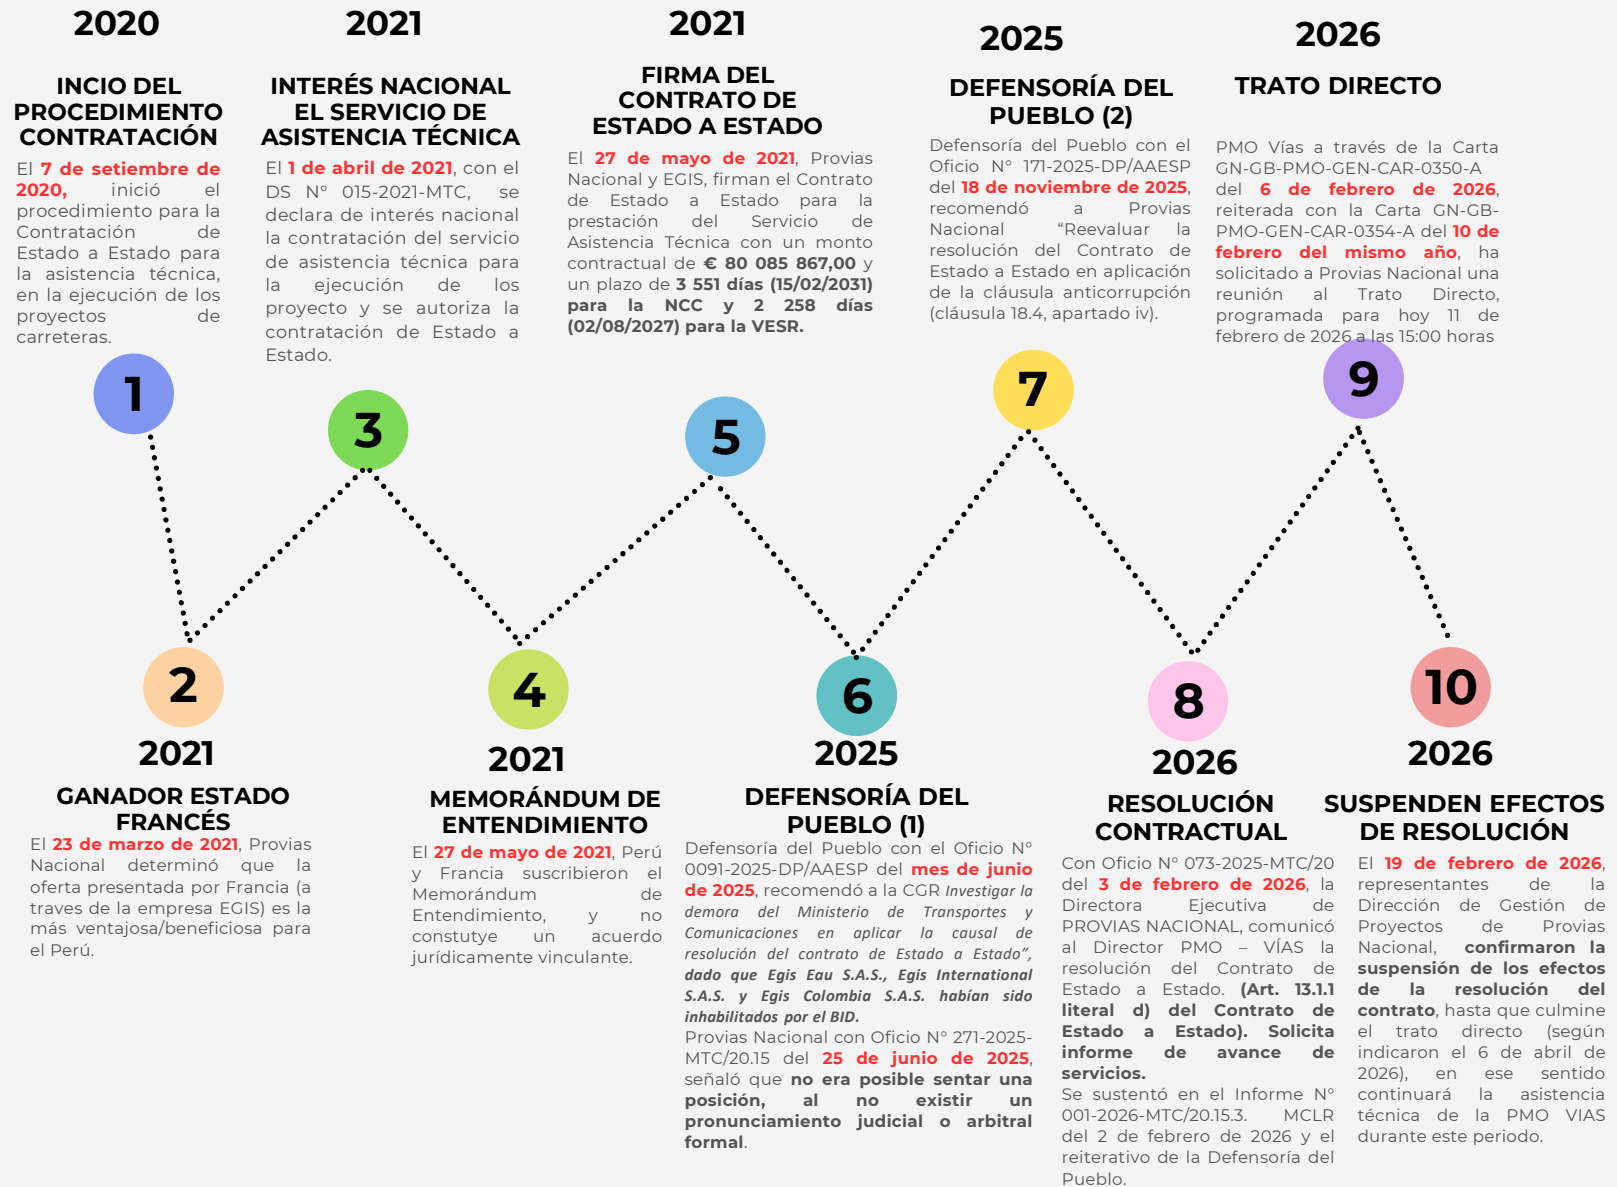 2020
INCIO DEL
PROCEDIMIENTO
CONTRATACIÓN
El 7 de setiembre de
2020, inició el
procedimiento para la
Contratación de
Estado a Estado para
la asistencia técnica,
en la ejecución de los
proyectos de
carreteras.
1
2
2021
GANADOR ESTADO
FRANCÉS
El 23 de marzo de 2021, Provias
Nacional determinó que la
oferta presentada por Francia (a
traves de la empresa EGIS) es la
más ventajosa/beneficiosa para
el Perú.
2021
INTERÉS NACIONAL
EL SERVICIO DE
ASISTENCIA TÉCNICA
El 1 de abril de 2021, con el
DS N° 015-2021-MTC, se
declara de interés nacional
la contratación del servicio
de asistencia técnica para
la ejecución de los
proyecto y se autoriza la
contratación de Estado a
Estado.
3
4
2021
MEMORÁNDUM DE
ENTENDIMIENTO
El 27 de mayo de 2021, Perú
y Francia suscribieron el
Memorándum de
Entendimiento, y no
constutye un acuerdo
jurídicamente vinculante.
2021
FIRMA DEL
CONTRATO DE
ESTADO A ESTADO
El 27 de mayo de 2021, Provias
Nacional y EGIS, firman el Contrato
de Estado a Estado para la
prestación del Servicio de
Asistencia Técnica con un monto
contractual de € 80 085 867,00 y
un plazo de 3 551 días (15/02/2031)
para la NCC y 2 258 días
(02/08/2027) para la VESR.
5
6
2025
DEFENSORÍA DEL
PUEBLO (1)
Defensoría del Pueblo con el Oficio N°
0091-2025-DP/AAESP del mes de junio
de 2025, recomendó a la CGR Investigar la
demora del Ministerio de Transportes y
Comunicaciones en aplicar la causal de
resolución del contrato de Estado a Estado”,
dado que Egis Eau S.A.S., Egis International
S.A.S. y Egis Colombia S.A.S. habían sido
inhabilitados por el BID.
Provias Nacional con Oficio N° 271-2025-
MTC/20.15 del 25 de junio de 2025,
señaló que no era posible sentar una
posición, al no existir un
pronunciamiento judicial o arbitral
formal.
2025
DEFENSORÍA DEL
PUEBLO (2)
Defensoría del Pueblo con el
Oficio N° 171-2025-DP/AAESP
del 18 de noviembre de 2025,
recomendó a Provias
Nacional “Reevaluar la
resolución del Contrato de
Estado a Estado en aplicación
de la cláusula anticorrupción
(cláusula 18.4, apartado iv).
7
8
2026
RESOLUCIÓN
CONTRACTUAL
Con Oficio N° 073-2025-MTC/20
del 3 de febrero de 2026, la
Directora Ejecutiva de
PROVIAS NACIONAL, comunicó
al Director PMO – VÍAS la
resolución del Contrato de
Estado a Estado. (Art. 13.1.1
literal d) del Contrato de
Estado a Estado). Solicita
informe de avance de
servicios.
Se sustentó en el Informe N°
001-2026-MTC/20.15.3. MCLR
del 2 de febrero de 2026 y el
reiterativo de la Defensoría del
Pueblo.
2026
TRATO DIRECTO
PMO Vías a través de la Carta
GN-GB-PMO-GEN-CAR-0350-A
del 6 de febrero de 2026,
reiterada con la Carta GN-GB-
PMO-GEN-CAR-0354-A del 10 de
febrero del mismo año, ha
solicitado a Provias Nacional una
reunión al Trato Directo,
programada para hoy 11 de
febrero de 2026 a las 15:00 horas
9
10
2026
SUSPENDEN EFECTOS
DE RESOLUCIÓN
El 19 de febrero de 2026,
representantes de la
Dirección de Gestión de
Proyectos de Provias
Nacional, confirmaron la
suspensión de los efectos
de la resolución del
contrato, hasta que culmine
el trato directo (según
indicaron el 6 de abril de
2026), en ese sentido
continuará la asistencia
técnica de la PMO VIAS
durante este periodo.